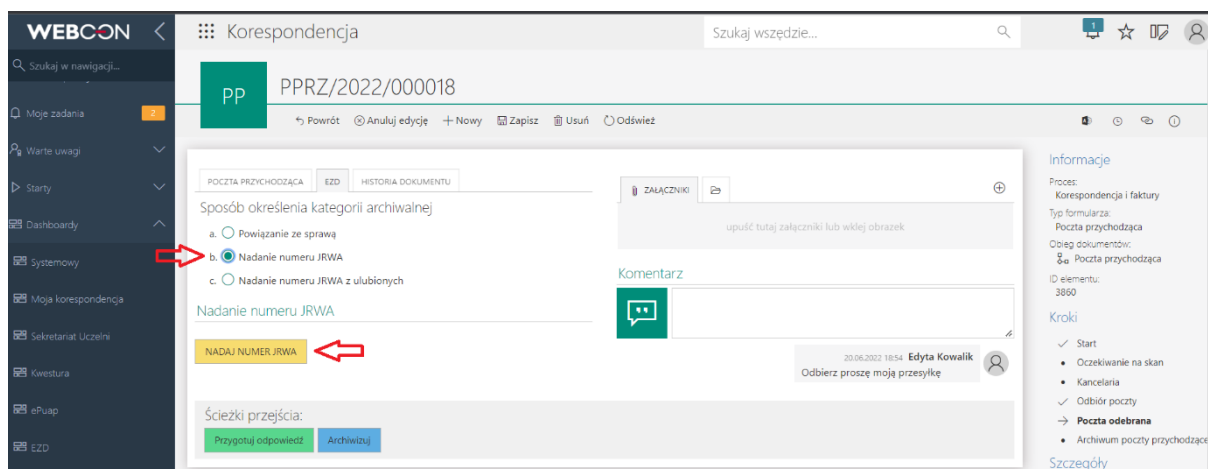 WEBCON
Korespondencja
Szukaj wszędzie...
1
Szukaj w nawigacji...
Moje zadania
2
Warte uwagi
Starty
Dashboardy
Systemowy
Moja korespondencja
Sekretariat Uczelni
Kwestura
ePuap
EZD
PP
PPRZ/2022/000018
Powrót
Anuluj edycję
Nowy
Zapisz
Usuń
Odśwież
POCZTA PRZYCHODZĄCA
EZD
HISTORIA DOKUMENTU
Sposób określenia kategorii archiwalnej
a. Powiązanie ze sprawą
b. Nadanie numeru JRWA
c. Nadanie numeru JRWA z ulubionych
Nadanie numeru JRWA
NADAJ NUMER JRWA
ZAŁĄCZNIKI
upuść tutaj załączniki lub wklej obrazek
Komentarz
20.06.2022 18:54 Edyta Kowalik
Odbierz proszę moją przesyłkę
Ścieżki przejścia:
Przygotuj odpowiedź
Archiwizuj
Informacje
Proces:
Korespondencja i faktury
Typ formularza:
Poczta przychodząca
Obieg dokumentów:
Poczta przychodząca
ID elementu:
3860
Kroki
Start
Oczekiwanie na skan
Kancelaria
Odbiór poczty
Poczta odebrana
Archiwum poczty przychodzące
Szczegóły